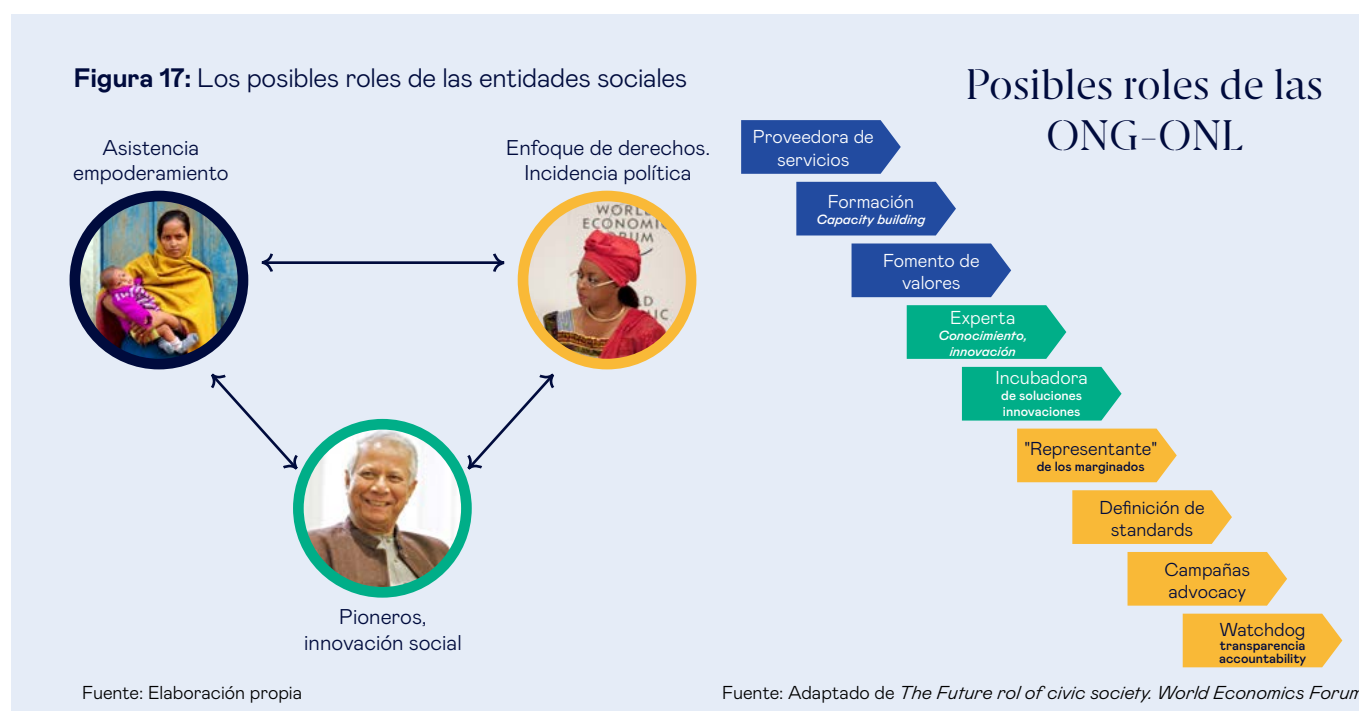 Figura 17: Los posibles roles de las entidades sociales
Asistencia
empoderamiento
Enfoque de derechos.
Incidencia política
WORL
ECONOMIC
RUM
Pioneros,
innovación social
Fuente: Elaboración propia
Posibles roles de las
ONG-ONL
Proveedora de
servicios
Formación
Capacity building
Fomento de
valores
Experta
Conocimiento,
innovación
Incubadora
de soluciones
innovaciones
"Representante"
de los marginados
Definición de
standards
Campañas
advocacy
Watchdog
transparencia
accountability
Fuente: Adaptado de The Future rol of civic society. World Economics Forum